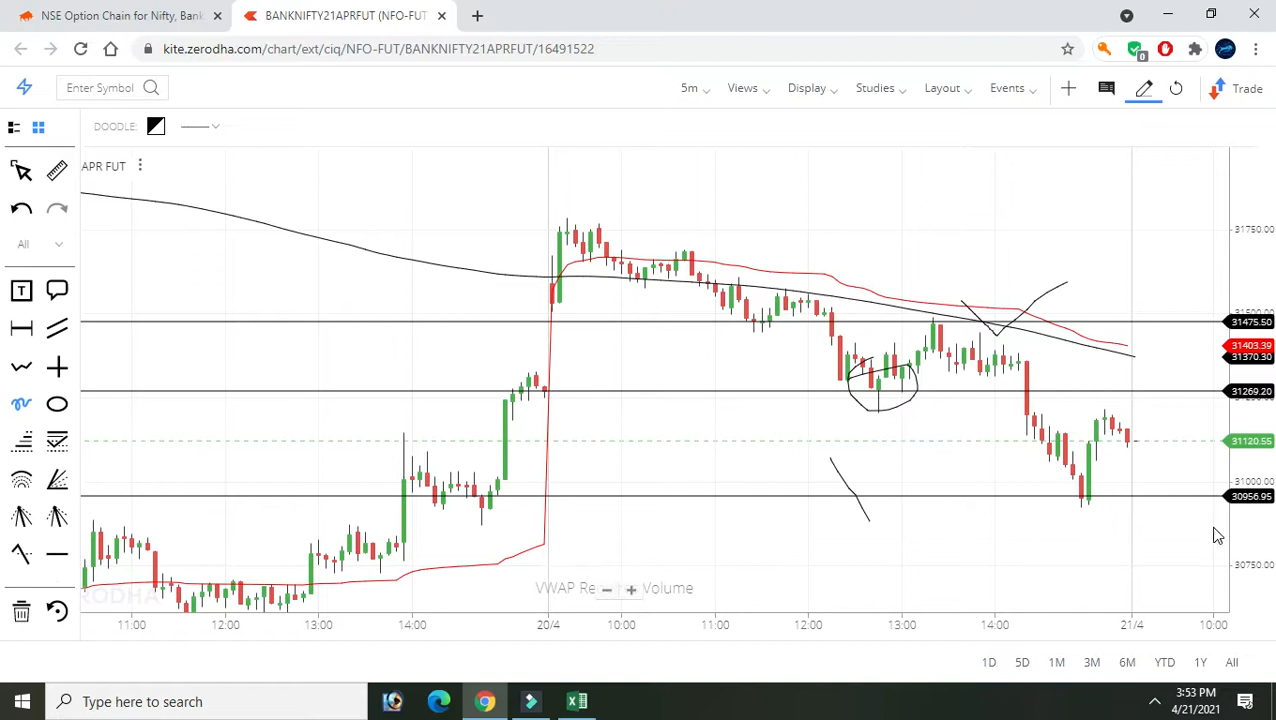 NSE Option Chain for Nifty, Bank
BANKNIFTY21APRFUT (NFO-FUT
kite.zerodha.com/chart/ext/ciq/NFO-FUT/BANKNIFTY21APRFUT/16491522
0
Enter Symbol
5m Views Display Studies Layout Events Trade
DOODLE:
APR FUT
All
31750.00
31475.50
31403.39
31370.30
31269.20
31120.55
31000.00
30956.95
30750.00
VWAP Volume
11:00 12:00 13:00 14:00 20/4 10:00 11:00 12:00 13:00 14:00 21/4 10:00
1D 5D 1M 3M 6M YTD 1Y All
Type here to search
3:53 PM
4/21/2021